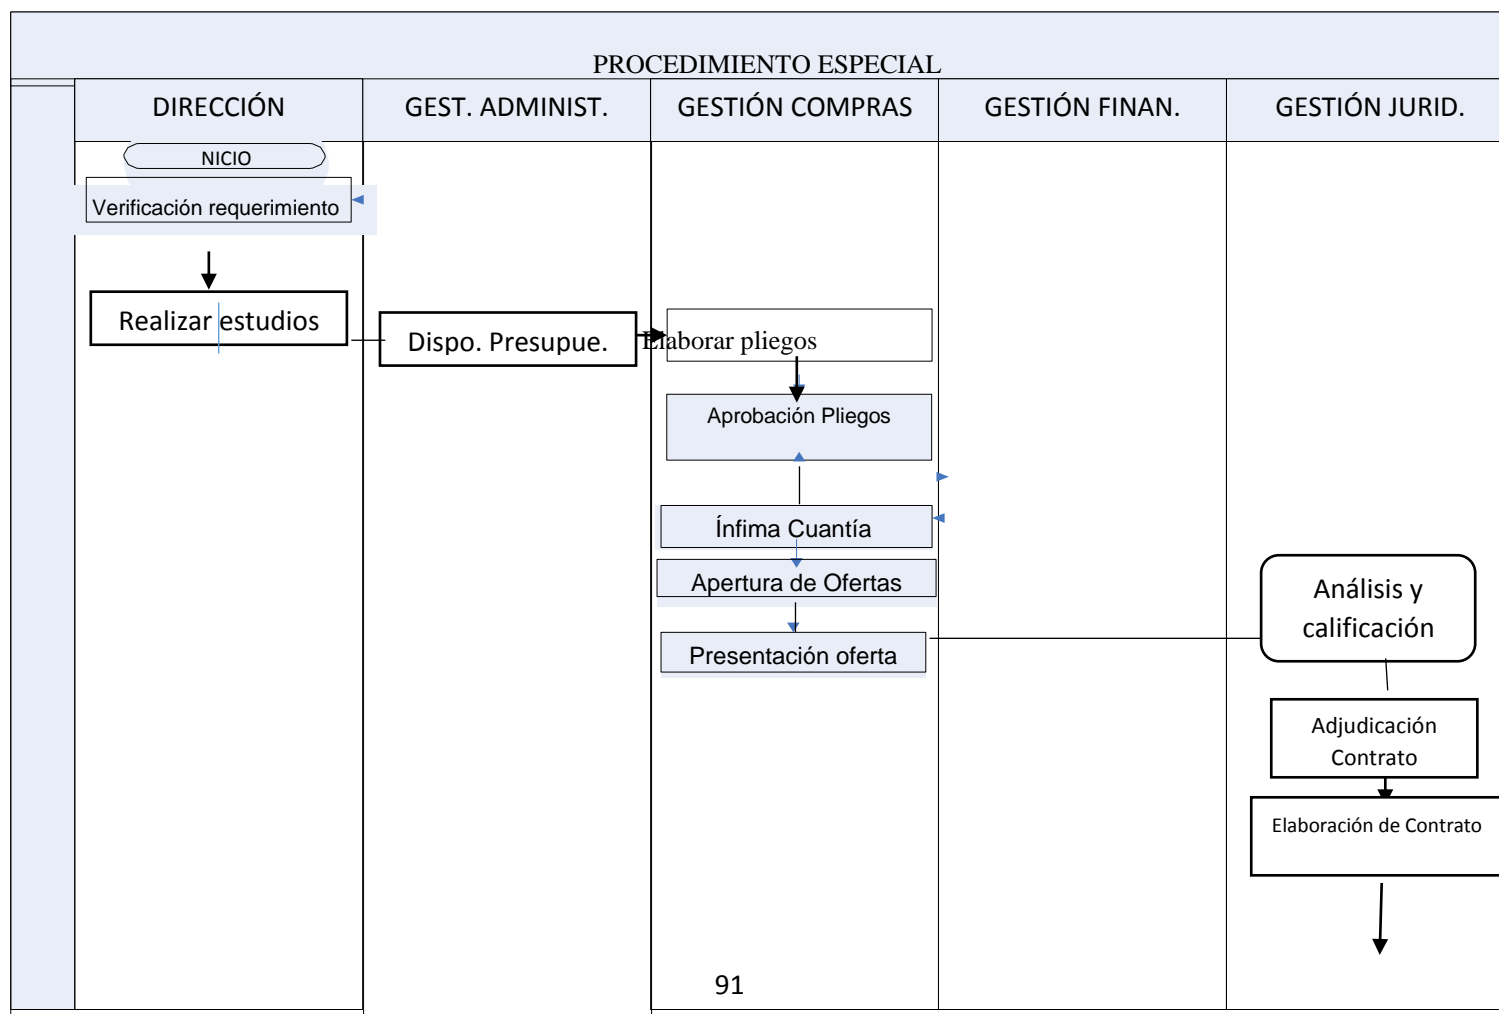 PROCEDIMIENTO ESPECIAL
DIRECCIÓN
GEST. ADMINIST.
GESTIÓN COMPRAS
GESTIÓN FINAN.
GESTIÓN JURID.
NICIO
Verificación requerimiento
Realizar estudios
Dispo. Presupue.
Elaborar pliegos
Aprobación Pliegos
Ínfima Cuantía
Apertura de Ofertas
Presentación oferta
Análisis y
calificación
Adjudicación
Contrato
Elaboración de Contrato
91